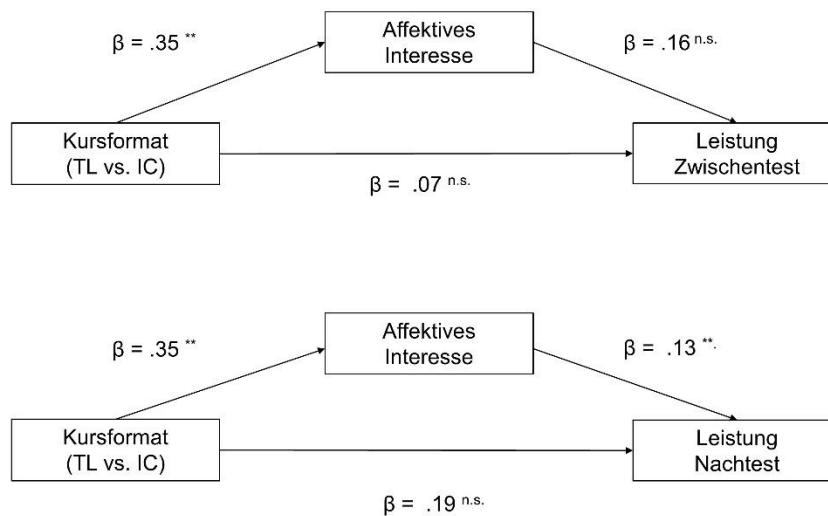 β = .35 **
Affektives
Interesse
β = .16 n.s.
Kursformat
(TL vs. IC)
Leistung
Zwischentest
β = .07 n.s.
β = .35 **
Affektives
Interesse
β = .13 **.
Kursformat
(TL vs. IC)
Leistung
Nachtest
β = .19 n.s.